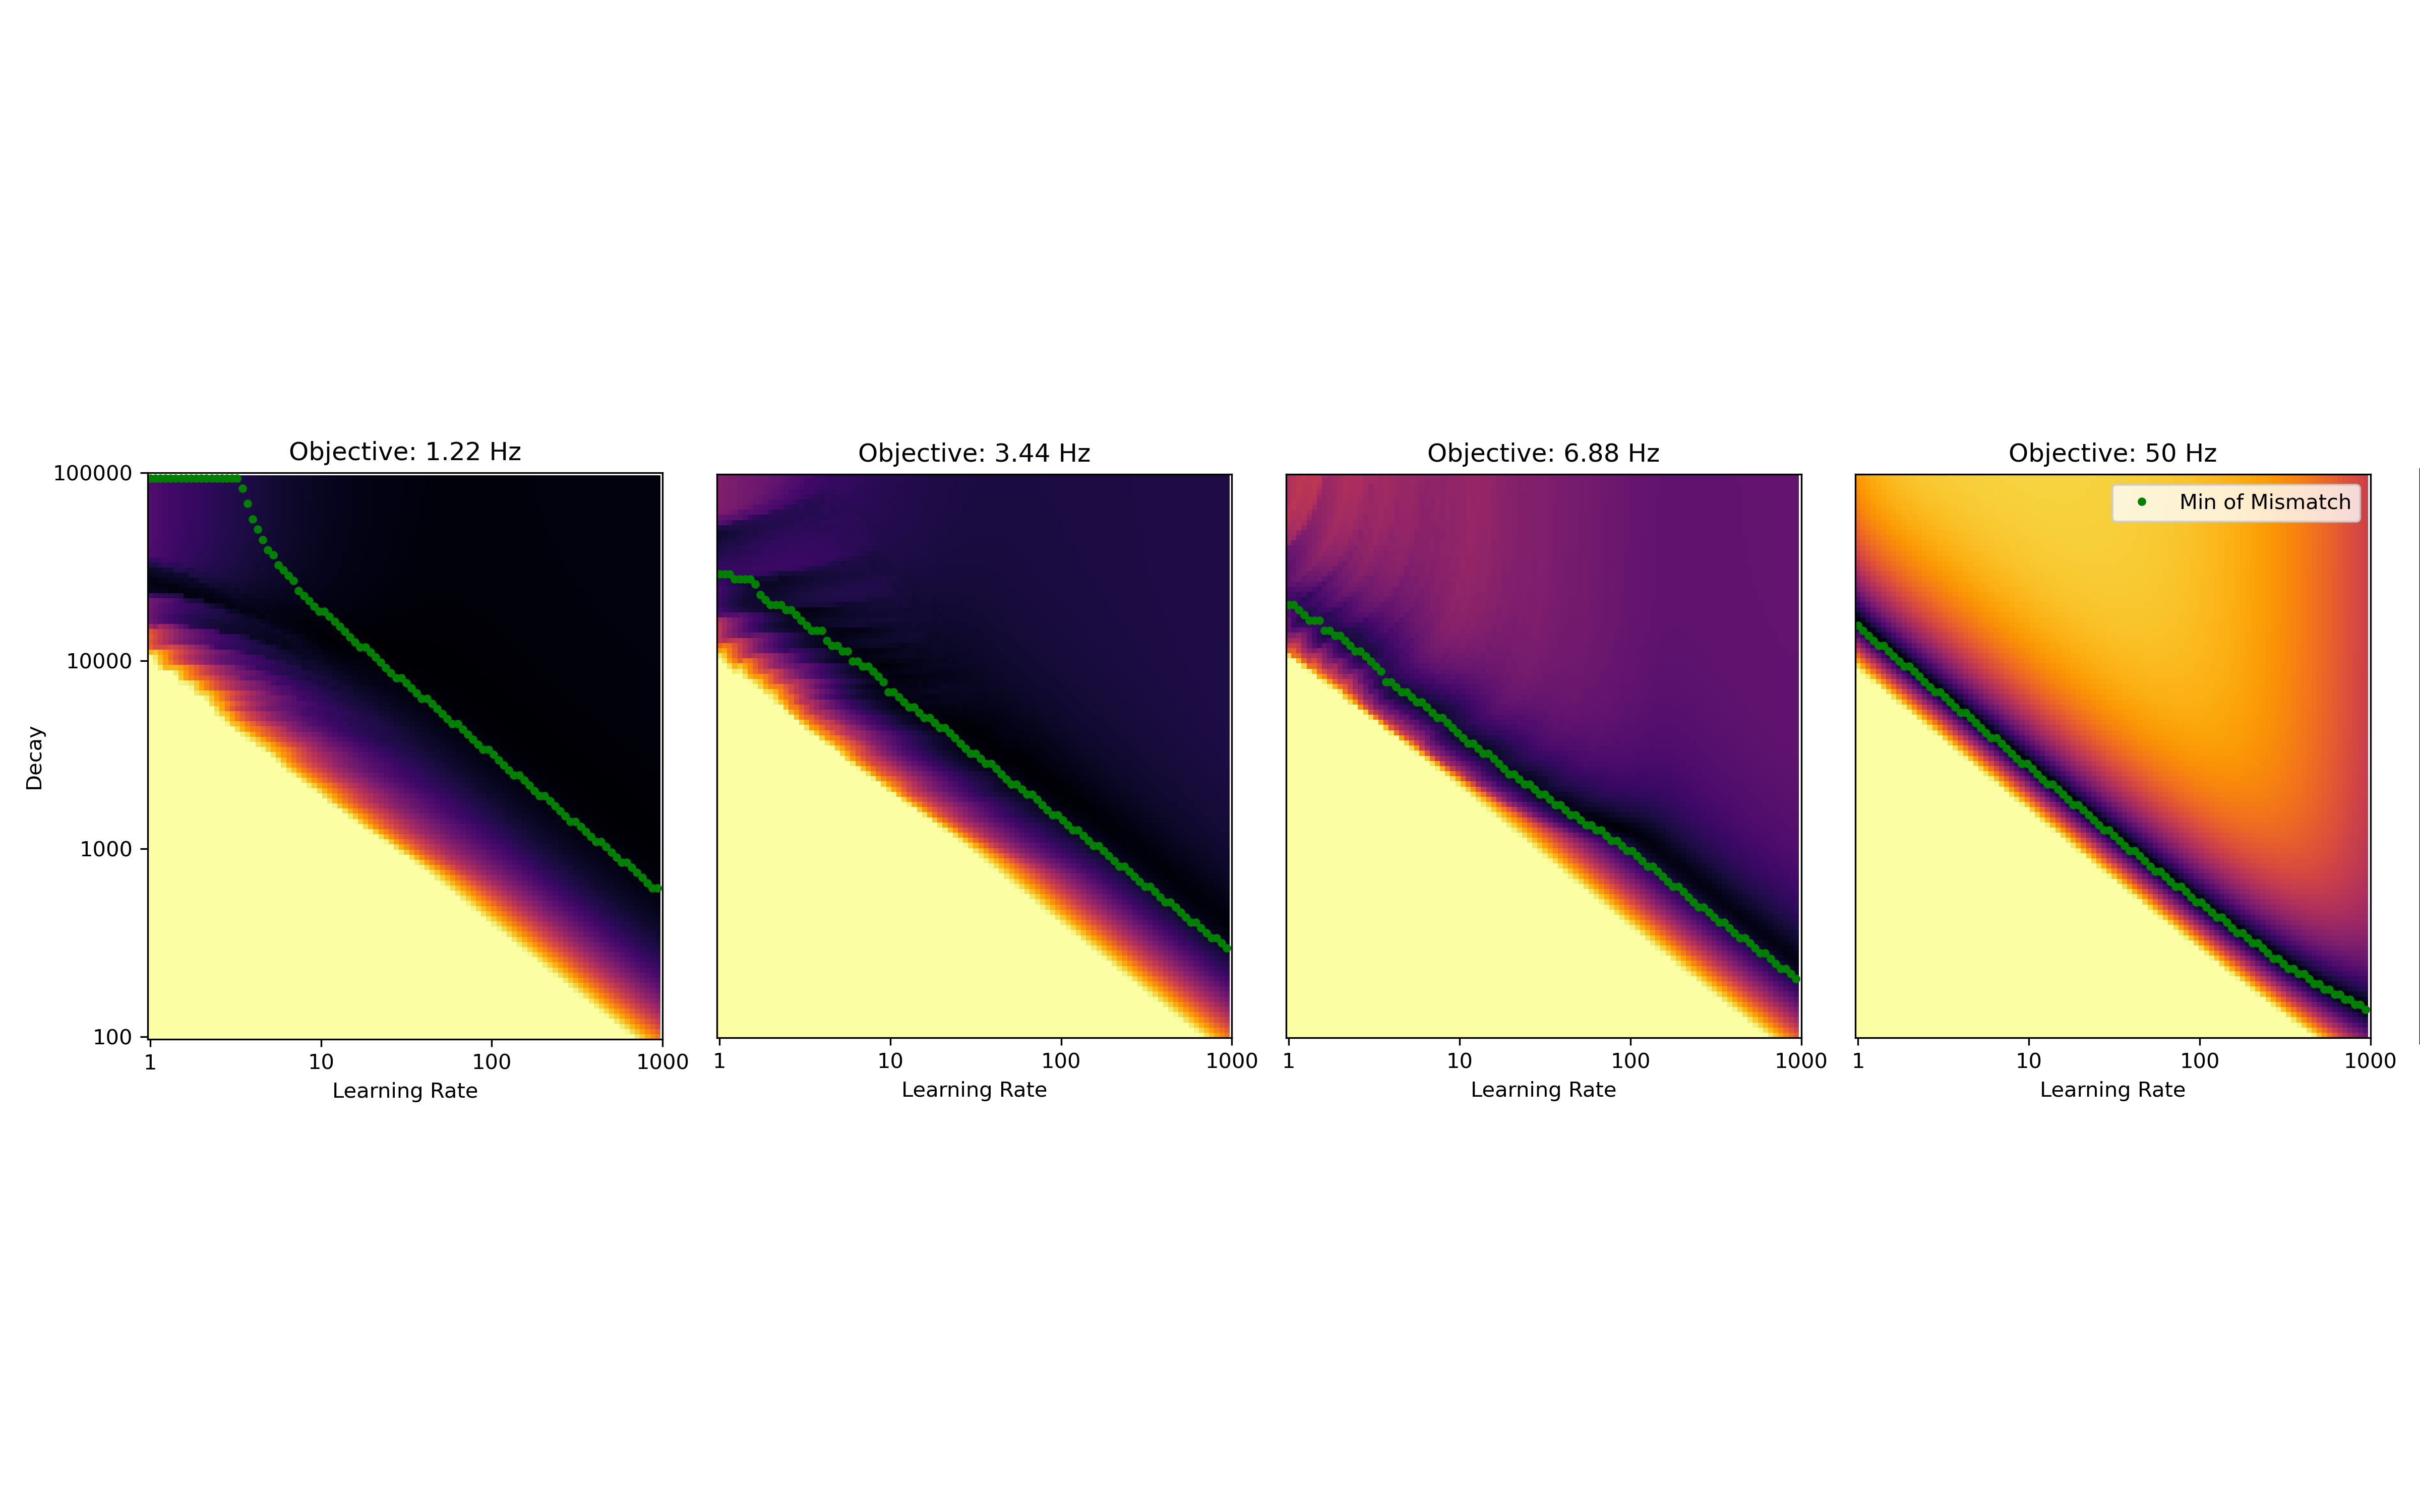 Objective: 1.22 Hz
Objective: 3.44 Hz
Objective: 6.88 Hz
Objective: 50 Hz
Min of Mismatch
Decay
100000
10000
1000
100
1 10 100 1000
1 10 100 1000
1 10 100 1000
1 10 100 1000
Learning Rate
Learning Rate
Learning Rate
Learning Rate